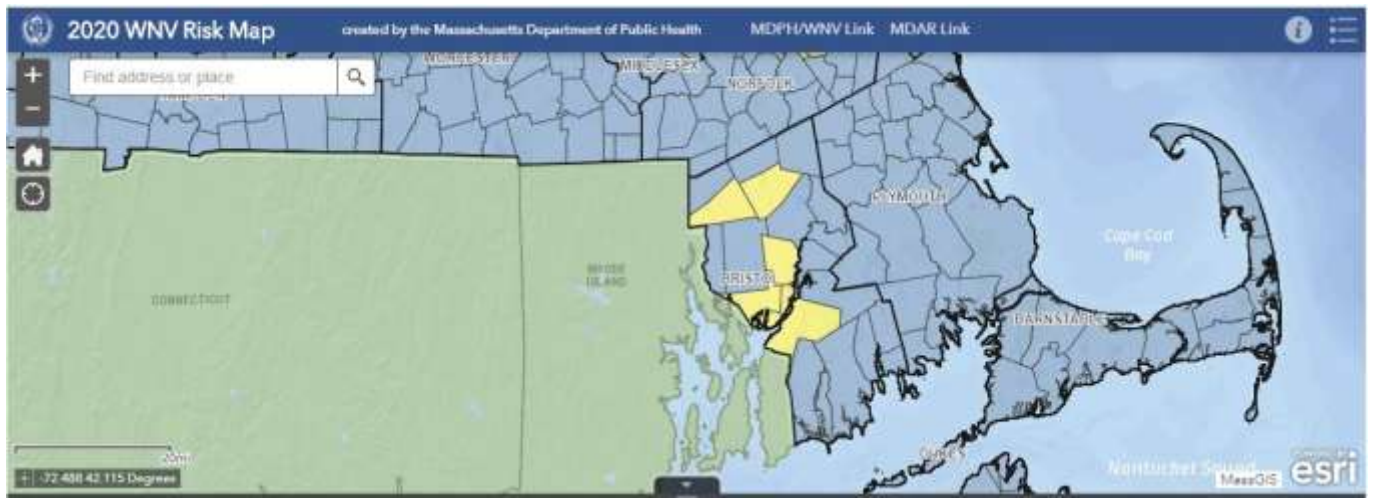 2020 WNV Risk Map
created by the Massachusetts Department of Public Health
MDPH/WNV Link
MDAR Link
Find address or place
WORCESTER
MIDDLESEX
NORFOLK
PLYMOUTH
Cape Cod
Bay
RHODE
ISLAND
BRISTOL
CONNECTICUT
BARNSTABLE
20mi
-72.488 42.115 Degrees
DUKES
Nantucket Sound
MassGIS
esri